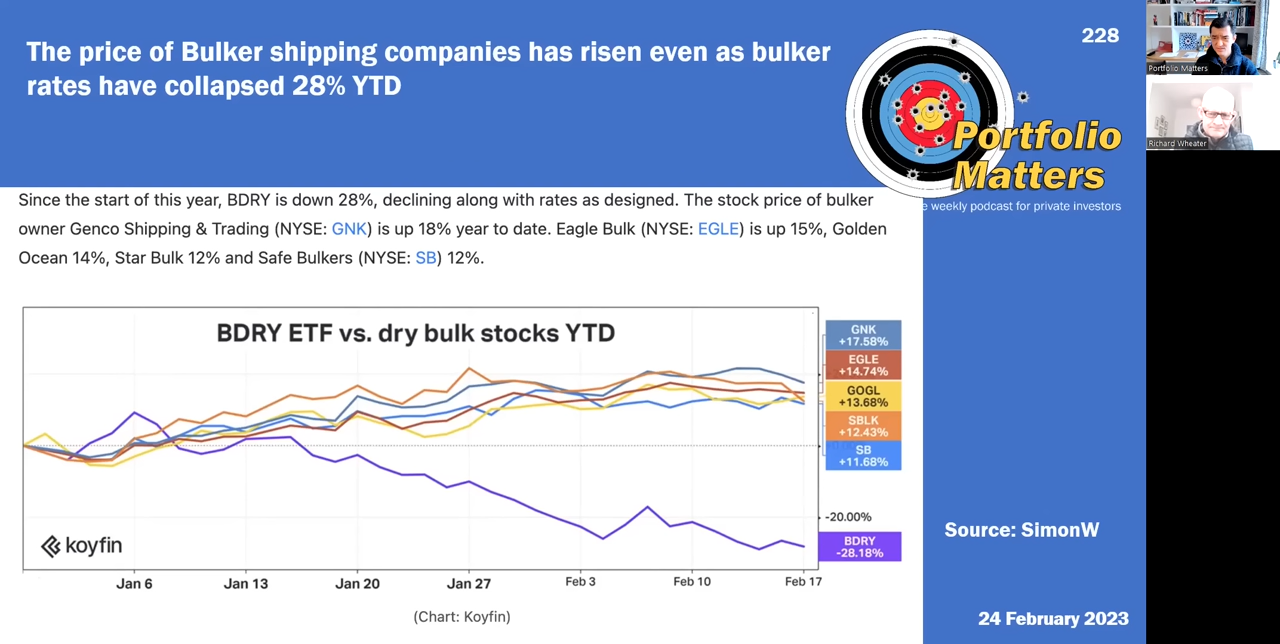 The price of Bulker shipping companies has risen even as bulker
rates have collapsed 28% YTD
228
Portfolio
Matters
e weekly podcast for private investors
Portfolio Matters
Richard Wheater
Since the start of this year, BDRY is down 28%, declining along with rates as designed. The stock price of bulker
owner Genco Shipping & Trading (NYSE: GNK) is up 18% year to date. Eagle Bulk (NYSE: EGLE) is up 15%, Golden
Ocean 14%, Star Bulk 12% and Safe Bulkers (NYSE: SB) 12%.
BDRY ETF vs. dry bulk stocks YTD
GNK
+17.58%
EGLE
+14.74%
GOGL
+13.68%
SBLK
+12.43%
SB
+11.68%
-20.00%
BDRY
-28.18%
koyfin
Jan 6
Jan 13
Jan 20
Jan 27
Feb 3
Feb 10
Feb 17
(Chart: Koyfin)
Source: SimonW
24 February 2023